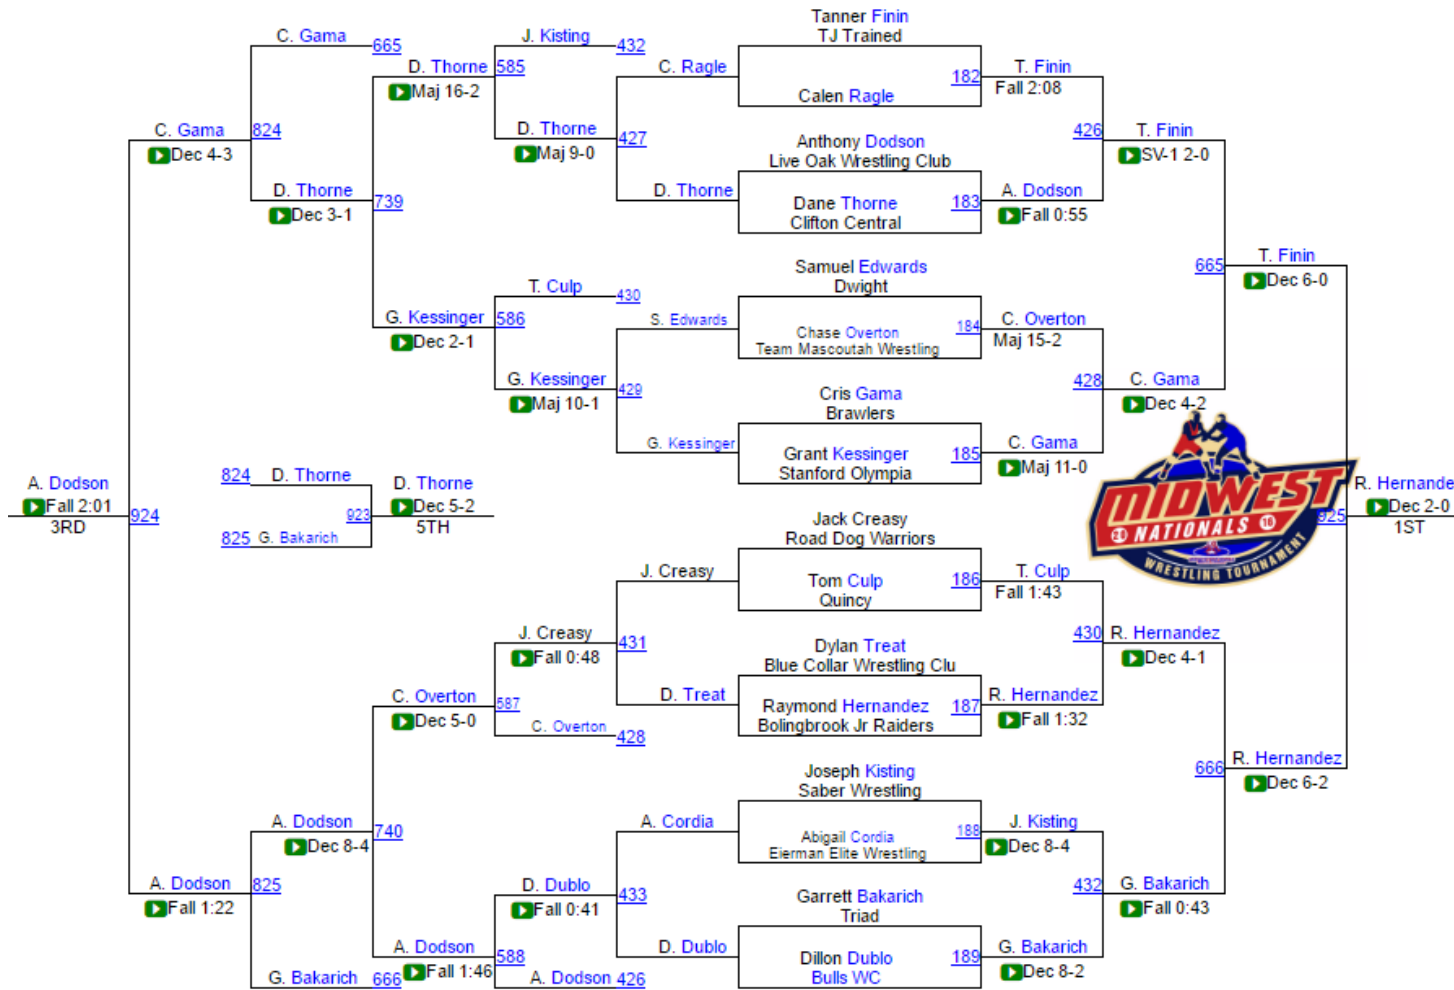 Tanner Finin
TJ Trained
C. Gama
665
J. Kisting
432
D. Thorne
585
Maj 16-2
C. Ragle
Calen Ragle
182
T. Finin
Fall 2:08
C. Gama
824
Dec 4-3
D. Thorne
427
Maj 9-0
Anthony Dodson
Live Oak Wrestling Club
426
T. Finin
SV-1 2-0
D. Thorne
739
Dec 3-1
D. Thorne
Dane Thorne
Clifton Central
183
A. Dodson
Fall 0:55
Samuel Edwards
Dwight
665
T. Finin
Dec 6-0
T. Culp
430
G. Kessinger
586
Dec 2-1
S. Edwards
Chase Overton
Team Mascoutah Wrestling
184
C. Overton
Maj 15-2
G. Kessinger
429
Maj 10-1
Cris Gama
Brawlers
428
C. Gama
Dec 4-2
G. Kessinger
Grant Kessinger
Stanford Olympia
185
C. Gama
Maj 11-0
824
D. Thorne
A. Dodson
Fall 2:01
924
3RD
923
D. Thorne
Dec 5-2
5TH
825
G. Bakarich
Jack Creasy
Road Dog Warriors
MIDWEST
20 NATIONALS 16
WRESTLING TOURNAMENT
925
R. Hernande
Dec 2-0
1ST
J. Creasy
Tom Culp
Quincy
186
T. Culp
Fall 1:43
J. Creasy
431
Fall 0:48
Dylan Treat
Blue Collar Wrestling Clu
430
R. Hernandez
Dec 4-1
C. Overton
587
Dec 5-0
C. Overton
428
D. Treat
Raymond Hernandez
Bolingbrook Jr Raiders
187
R. Hernandez
Fall 1:32
Joseph Kisting
Saber Wrestling
666
R. Hernandez
Dec 6-2
A. Dodson
740
Dec 8-4
A. Cordia
Abigail Cordia
Eierman Elite Wrestling
188
J. Kisting
Dec 8-4
A. Dodson
825
Fall 1:22
D. Dublo
433
Fall 0:41
Garrett Bakarich
Triad
432
G. Bakarich
Fall 0:43
A. Dodson
588
Fall 1:46
D. Dublo
Dillon Dublo
Bulls WC
189
G. Bakarich
Dec 8-2
G. Bakarich
666
A. Dodson
426